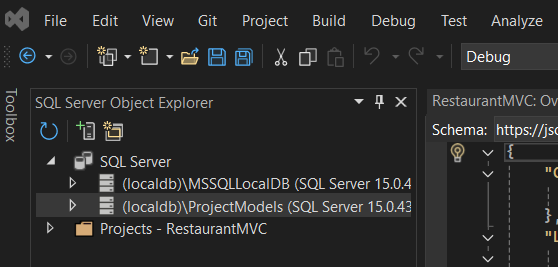 File Edit View Git Project Build Debug Test Analyze
Debug
Toolbox
SQL Server Object Explorer
SQL Server
(localdb)\MSSQLLocalDB (SQL Server 15.0.4
(localdb)\ProjectModels (SQL Server 15.0.43
Projects - RestaurantMVC
RestaurantMVC: Ov
Schema: https://jsc
{
"C
},
"L